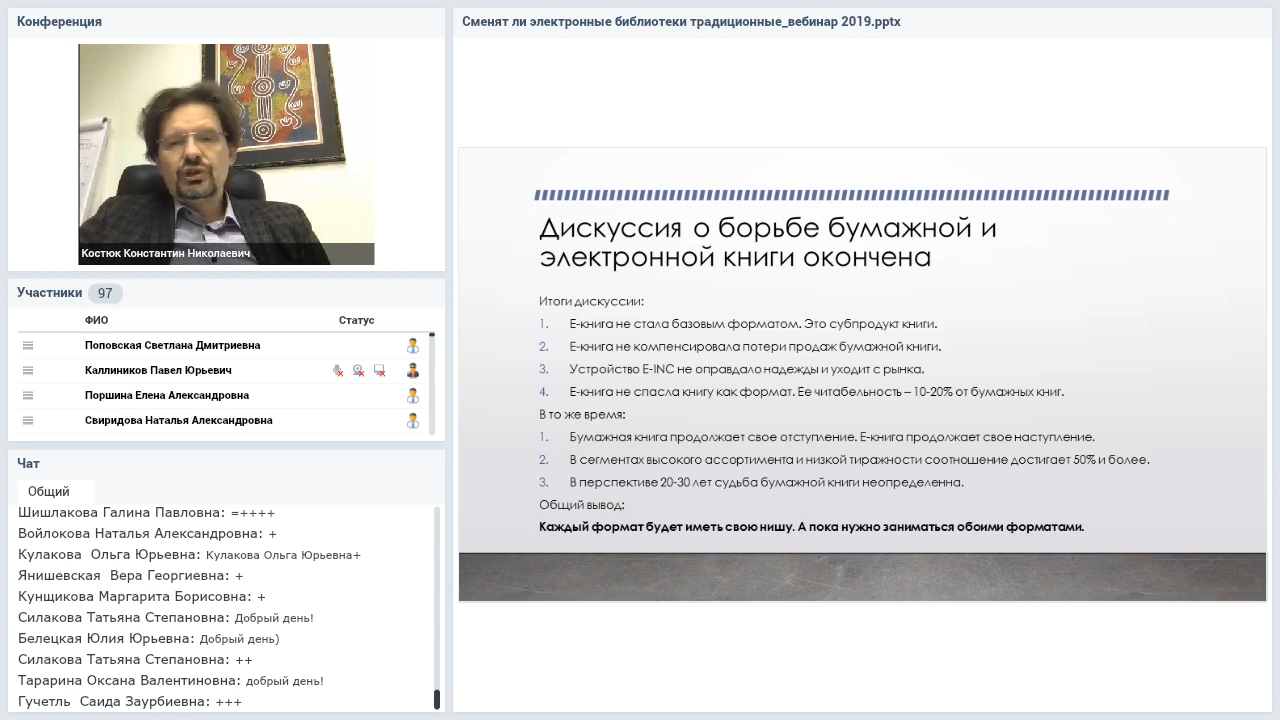 Конференция
Костюк Константин Николаевич
Участники 97
ФИО Статус
Поповская Светлана Дмитриевна
Каллиников Павел Юрьевич
Поршина Елена Александровна
Свиридова Наталья Александровна
Чат
Общий
Шишлакова Галина Павловна: =++++
Войлокова Наталья Александровна: +
Кулакова Ольга Юрьевна: Кулакова Ольга Юрьевна+
Янишевская Вера Георгиевна: +
Кунщикова Маргарита Борисовна: +
Силакова Татьяна Степановна: Добрый день!
Белецкая Юлия Юрьевна: Добрый день)
Силакова Татьяна Степановна: ++
Тарарина Оксана Валентиновна: добрый день!
Гучетль Саида Заурбиевна: +++
Сменят ли электронные библиотеки традиционные_вебинар 2019.pptx
Дискуссия о борьбе бумажной и
электронной книги окончена
Итоги дискуссии:
1. Е-книга не стала базовым форматом. Это субпродукт книги.
2. Е-книга не компенсировала потери продаж бумажной книги.
3. Устройство E-INC не оправдало надежды и уходит с рынка.
4. Е-книга не спасла книгу как формат. Ее читабельность – 10-20% от бумажных книг.
В то же время:
1. Бумажная книга продолжает свое отступление. Е-книга продолжает свое наступление.
2. В сегментах высокого ассортимента и низкой тиражности соотношение достигает 50% и более.
3. В перспективе 20-30 лет судьба бумажной книги неопределенна.
Общий вывод:
Каждый формат будет иметь свою нишу. А пока нужно заниматься обоими форматами.